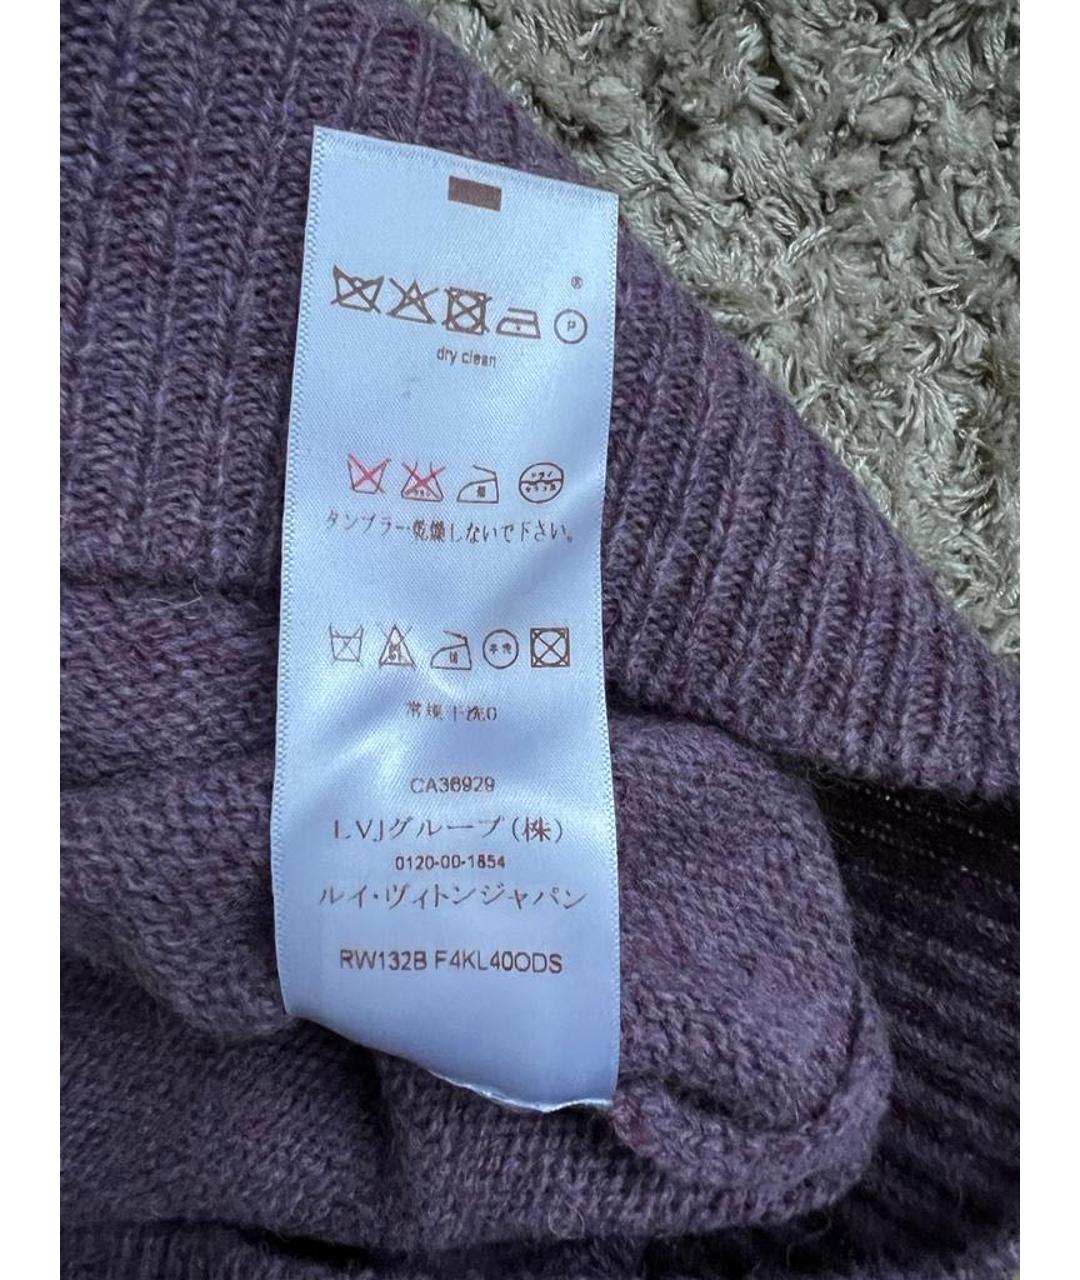 ®
P
dry clean
タンブラー乾燥しないで下さい。
常规干洗
CA36929
LVJグループ(株)
0120-00-1854
ルイ・ヴィトンジャパン
RW132B F4KL40ODS